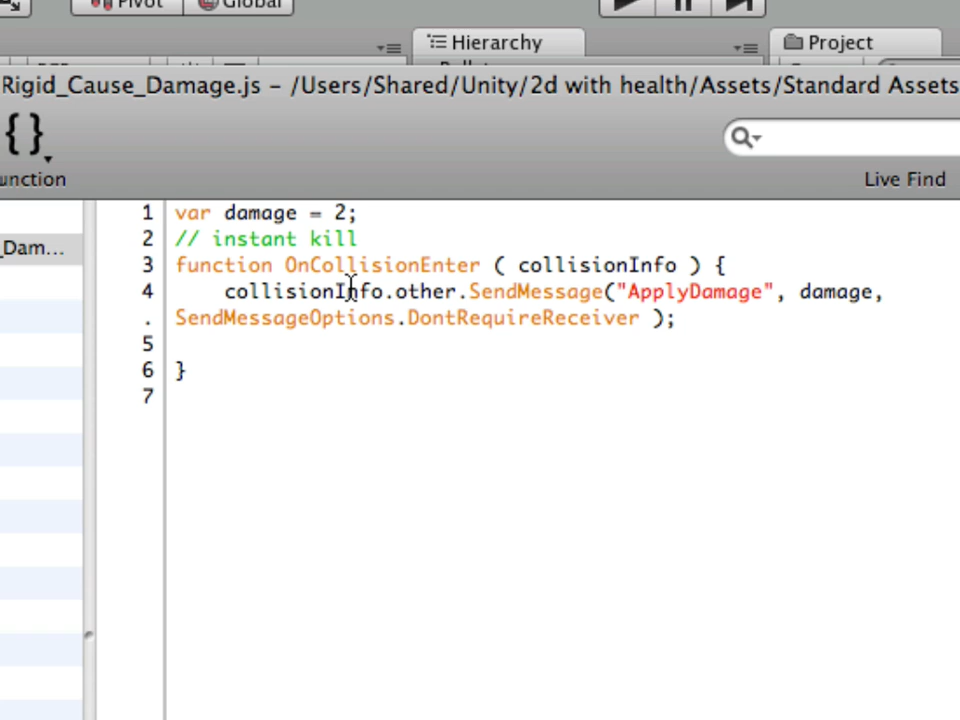 Pivot
Global
Hierarchy
Project
Rigid_Cause_Damage.js – /Users/Shared/Unity/2d with health/Assets/Standard Assets
{}
unction
Live Find
_Dam...
1 var damage = 2;
2 // instant kill
3 function OnCollisionEnter ( collisionInfo ) {
4 collisionInfo.other.SendMessage("ApplyDamage", damage,
. SendMessageOptions.DontRequireReceiver );
5
6 }
7